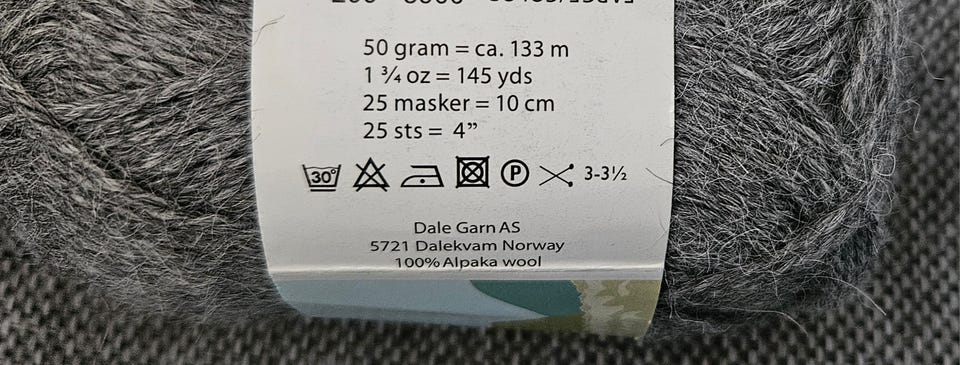 50 gram = ca. 133 m
1 ¾ oz = 145 yds
25 masker = 10 cm
25 sts = 4”
30° P 3-3½
Dale Garn AS
5721 Dalekvam Norway
100% Alpaka wool